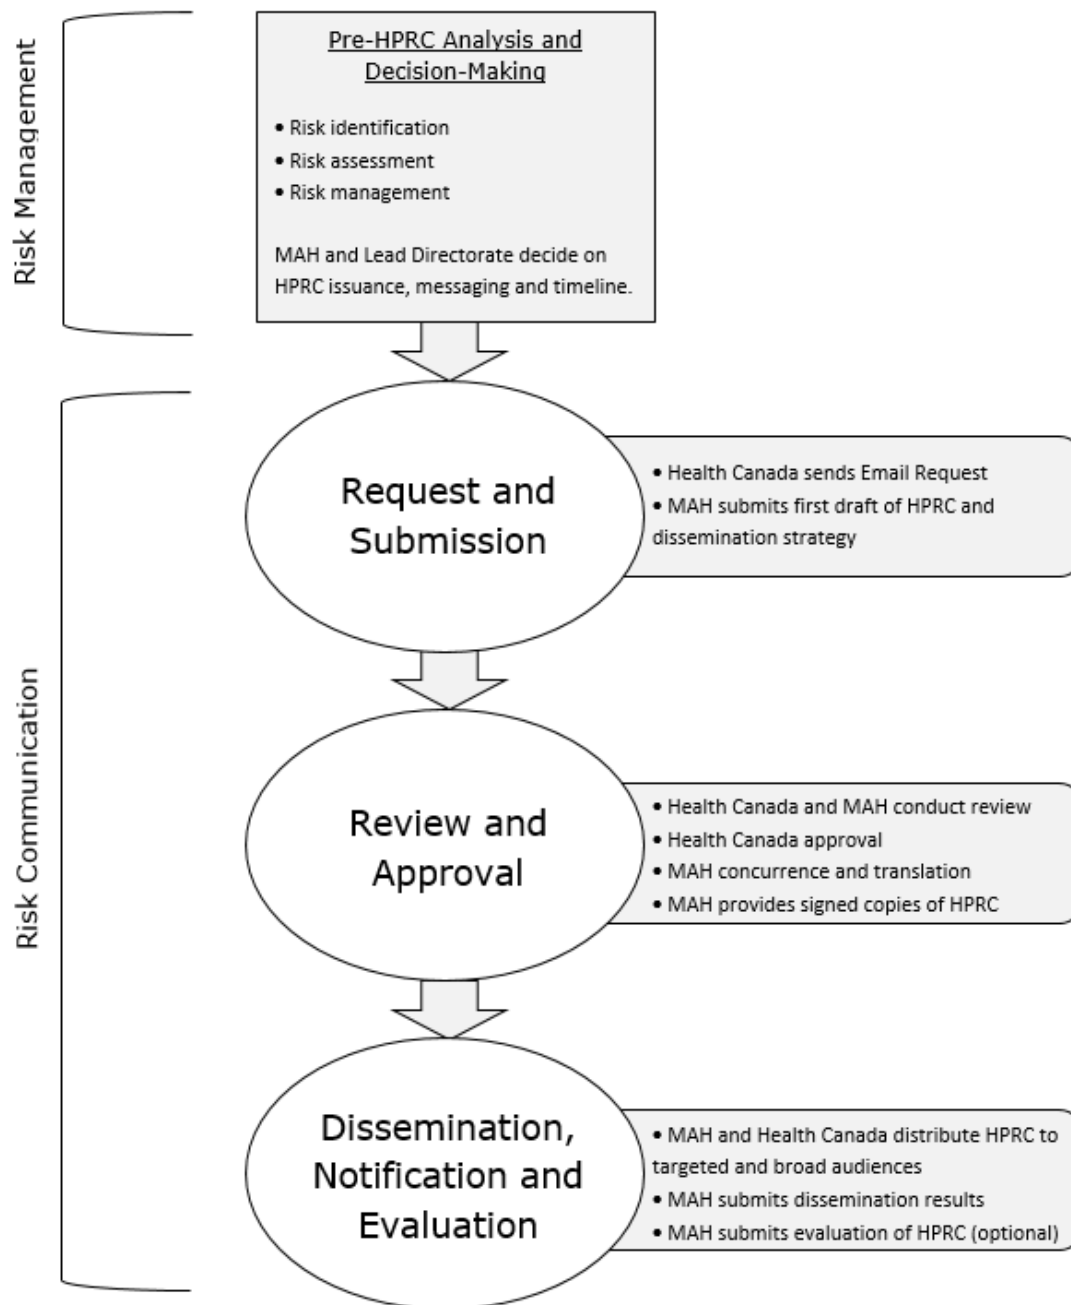 Risk Management
Pre-HPRC Analysis and
Decision-Making
• Risk identification
• Risk assessment
• Risk management
MAH and Lead Directorate decide on
HPRC issuance, messaging and timeline.
Risk Communication
Request and
Submission
• Health Canada sends Email Request
• MAH submits first draft of HPRC and
dissemination strategy
Review and
Approval
• Health Canada and MAH conduct review
• Health Canada approval
• MAH concurrence and translation
• MAH provides signed copies of HPRC
Dissemination,
Notification and
Evaluation
• MAH and Health Canada distribute HPRC to
targeted and broad audiences
• MAH submits dissemination results
• MAH submits evaluation of HPRC (optional)